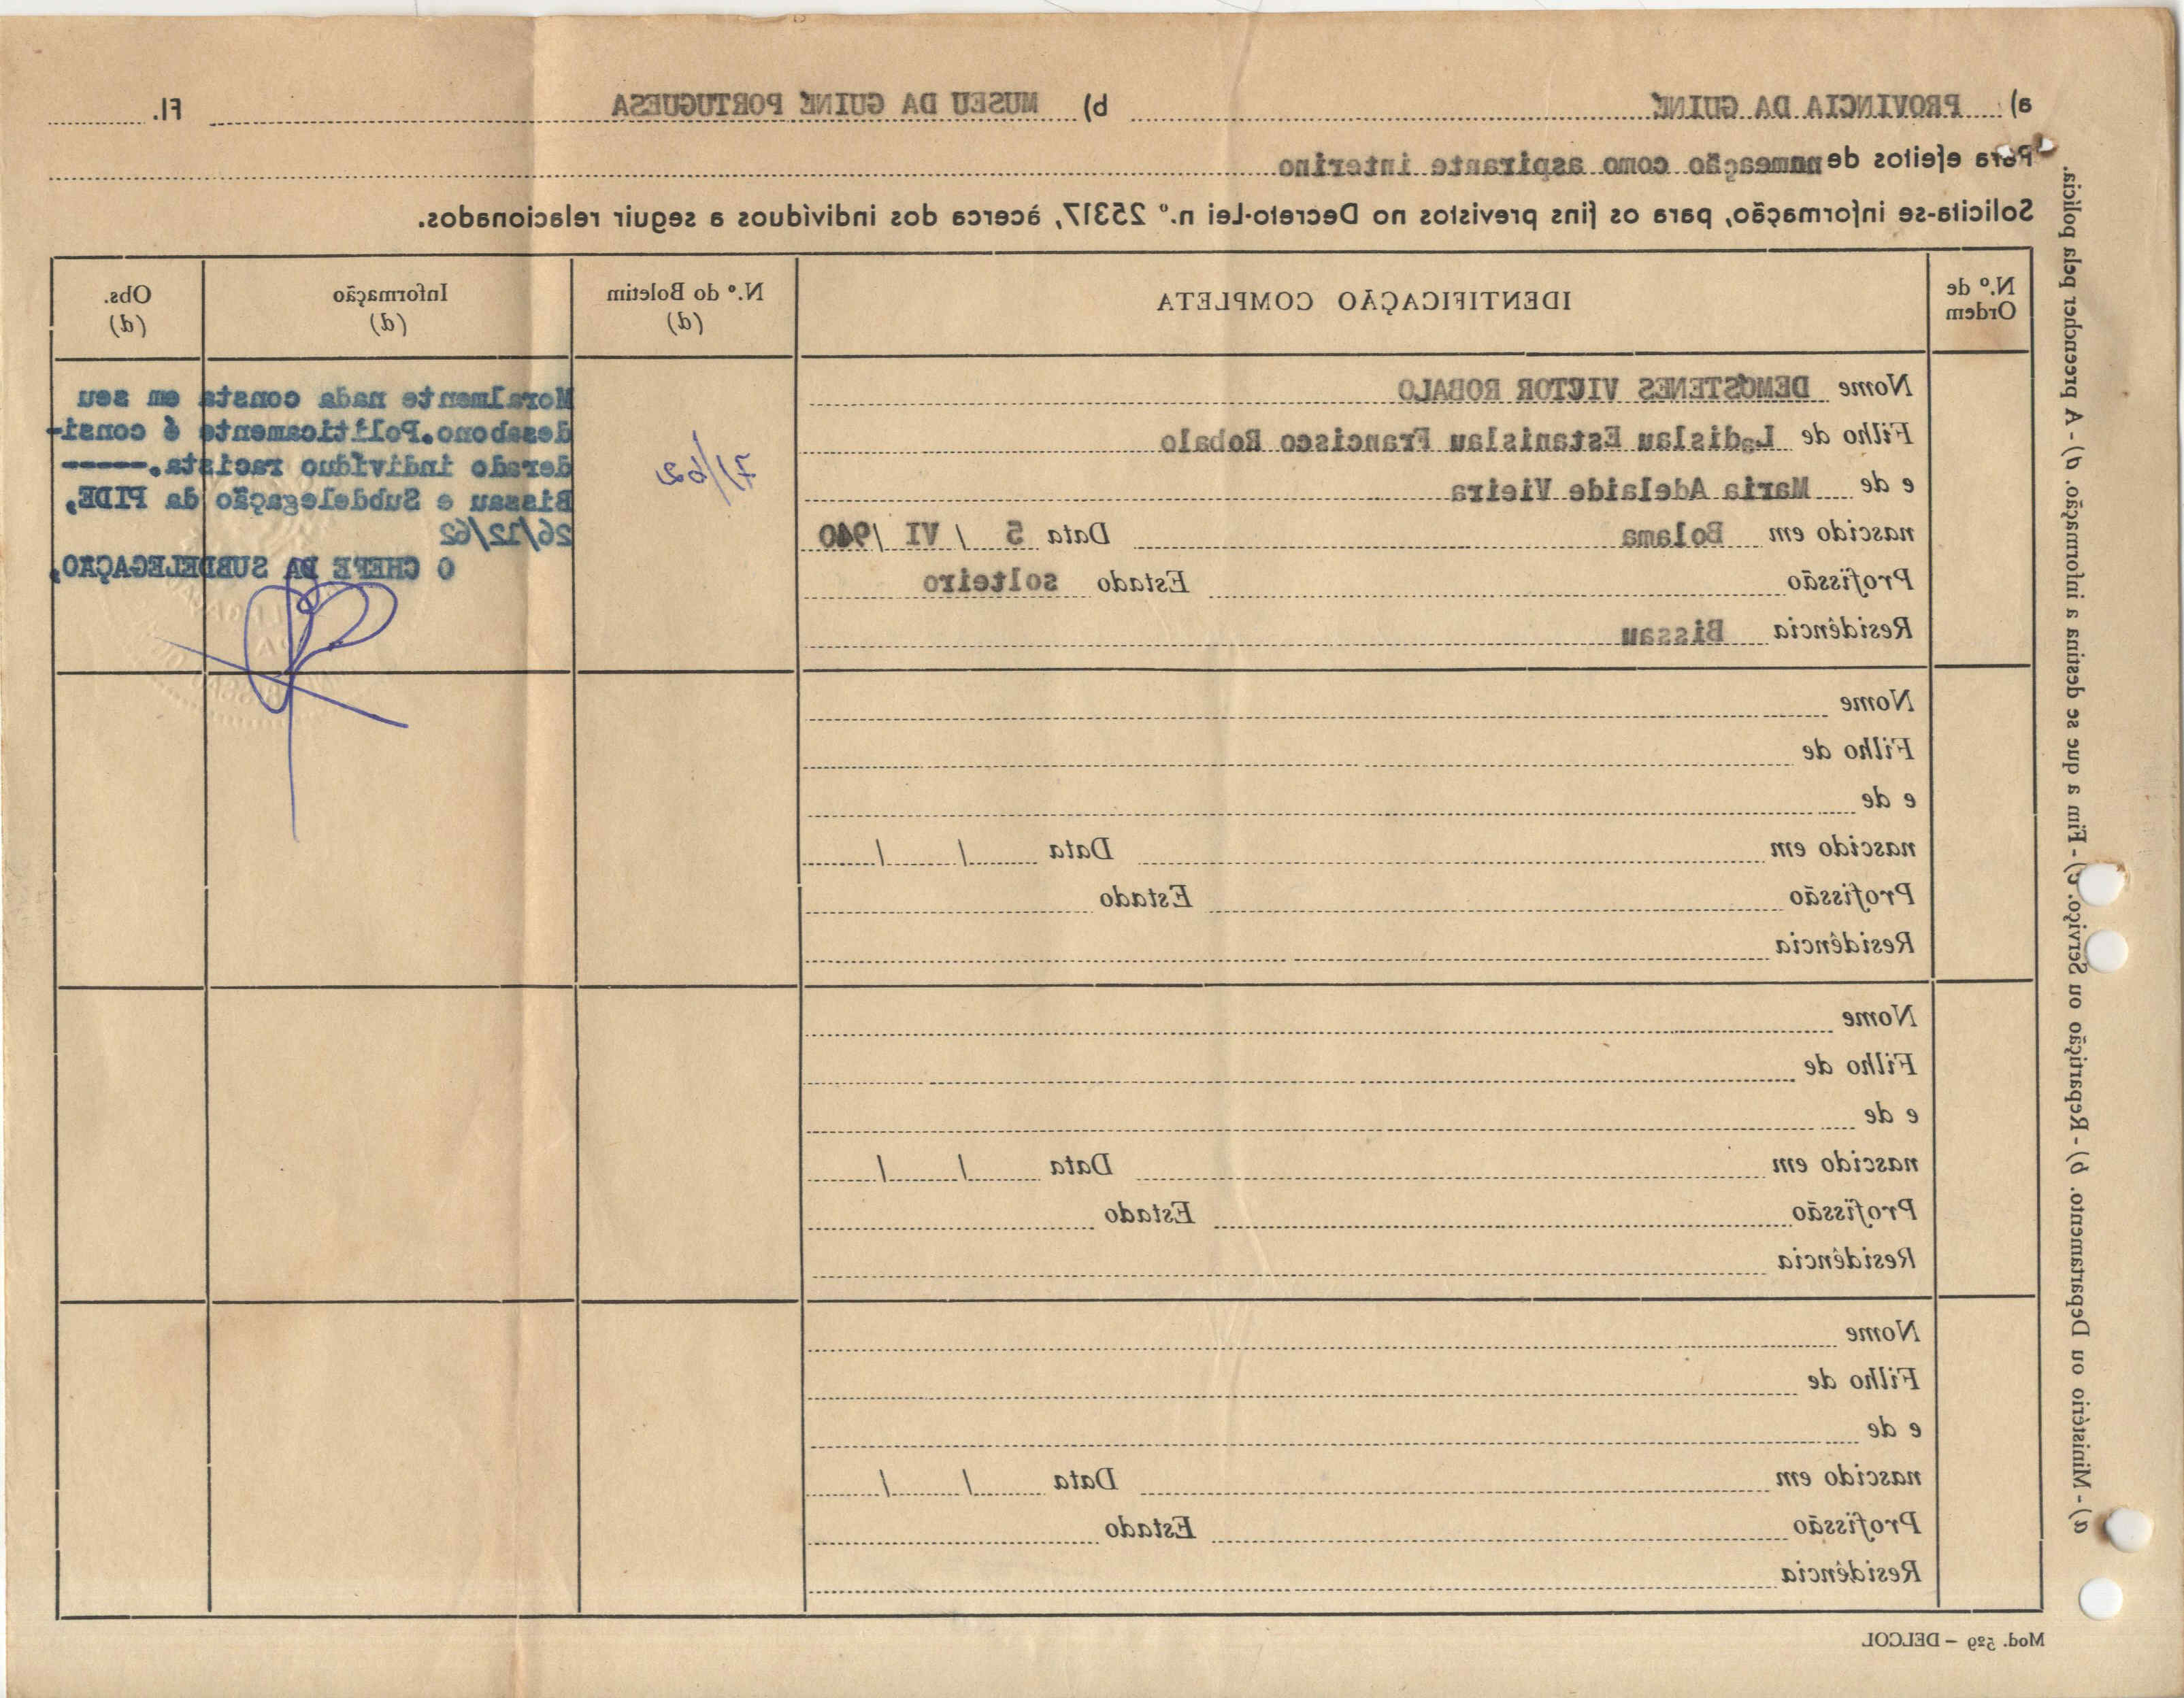 a) PROVINCIA DA GUINÉ b) MUSEU DA GUINÉ PORTUGUESA Fl.
Para efeitos de nomeação como aspirante interino
Solicita-se informação, para os fins previstos no Decreto-Lei n.º 25317, àcerca dos indivíduos a seguir relacionados.
N.º de Ordem
IDENTIFICAÇÃO COMPLETA
N.º do Boletim (d)
Informação (d)
Obs. (d)
Nome DEMÓSTENES VICTOR ROBALO
Filho de Ladislau Estanislau Francisco Robalo
e de Maria Adelaide Vieira
nascido em Bolama Data 5 / VI /940
Profissão Estado solteiro
Residência Bissau
71/62
Moralmente nada consta em seu
desabono.Políticamente é consi-
derado indivíduo racista.-----
Bissau e Subdelegação da PIDE,
26/12/62
O CHEFE DA SUBDELEGAÇÃO,
Nome
Filho de
e de
nascido em Data / /
Profissão Estado
Residência
Nome
Filho de
e de
nascido em Data / /
Profissão Estado
Residência
Nome
Filho de
e de
nascido em Data / /
Profissão Estado
Residência
Mod. 529 – DELCOL
a) - Ministério ou Departamento. b) - Repartição ou Serviço. c) - Fim a que se destina a informação. d) - A preencher pela polícia.